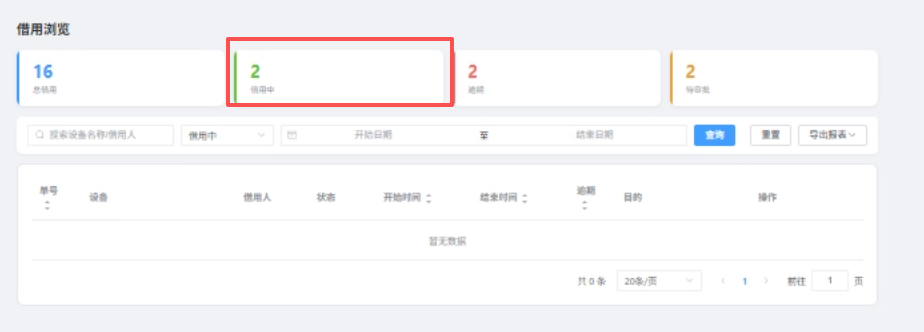 借用浏览
16
总借用
2
借用中
2
逾期
2
待审批
搜索设备名称/借用人
借用中
开始日期
至
结束日期
查询
重置
导出报表
单号
设备
借用人
状态
开始时间
结束时间
逾期
目的
操作
暂无数据
共 0 条
20条/页
1
前往
1
页